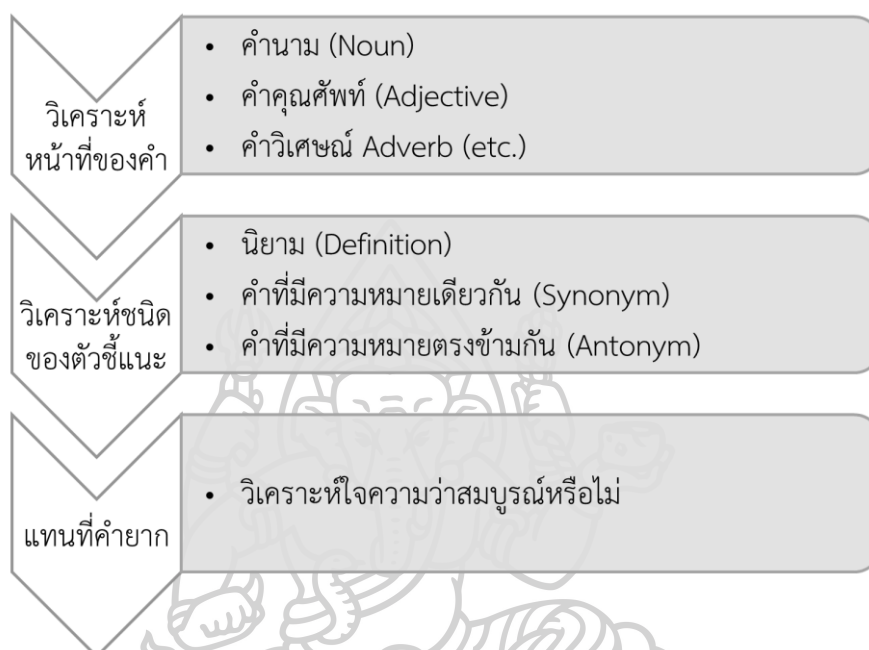 วิเคราะห์
หน้าที่ของคำ
• คำนาม (Noun)
• คำคุณศัพท์ (Adjective)
• คำวิเศษณ์ Adverb (etc.)
วิเคราะห์ชนิด
ของตัวชี้แนะ
• นิยาม (Definition)
• คำที่มีความหมายเดียวกัน (Synonym)
• คำที่มีความหมายตรงข้ามกัน (Antonym)
แทนที่คำยาก
• วิเคราะห์ใจความว่าสมบูรณ์หรือไม่